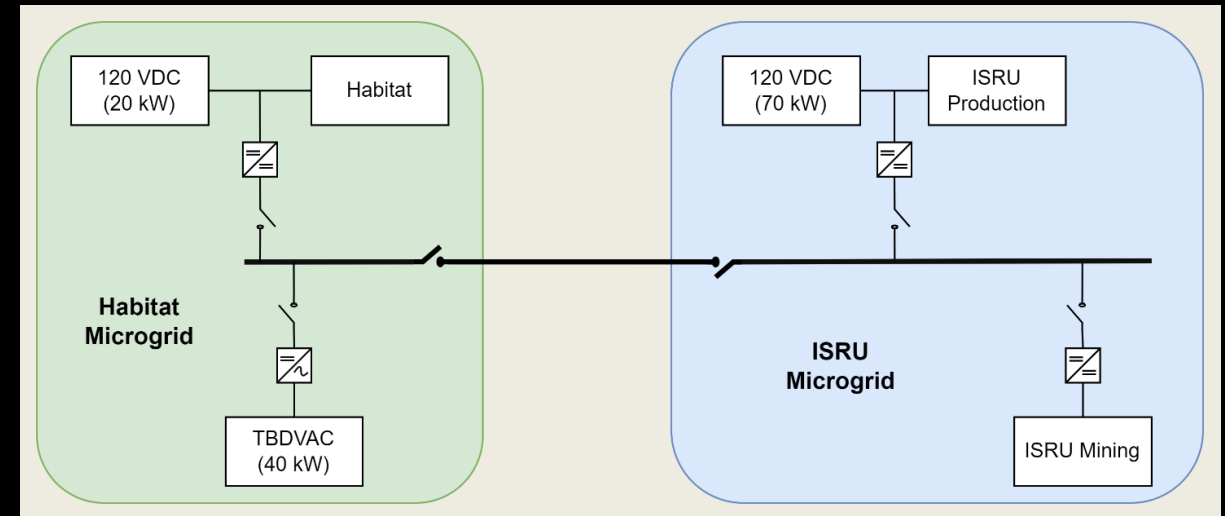 120 VDC
(20 kW)
Habitat
120 VDC
(70 kW)
ISRU
Production
Habitat
Microgrid
ISRU
Microgrid
TBDVAC
(40 kW)
ISRU Mining